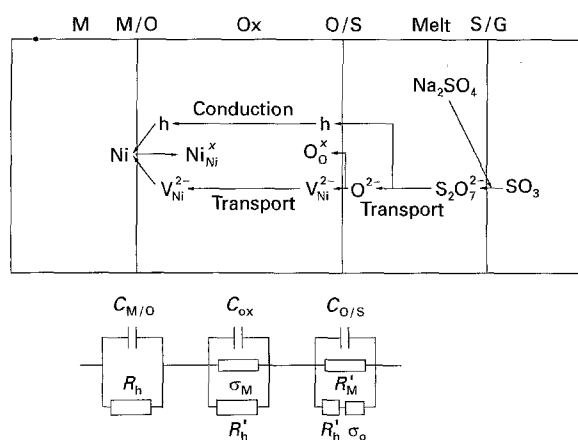 M M/O Ox O/S Melt S/G
Na₂SO₄
Conduction
h h
Ni Ni^x_Ni O^x_O
V^2−_Ni V^2−_Ni O^2− S₂O₇^2− SO₃
Transport Transport
C_M/O C_ox C_O/S
R_h σ_M R′_M
R′_h R′_h σ_o